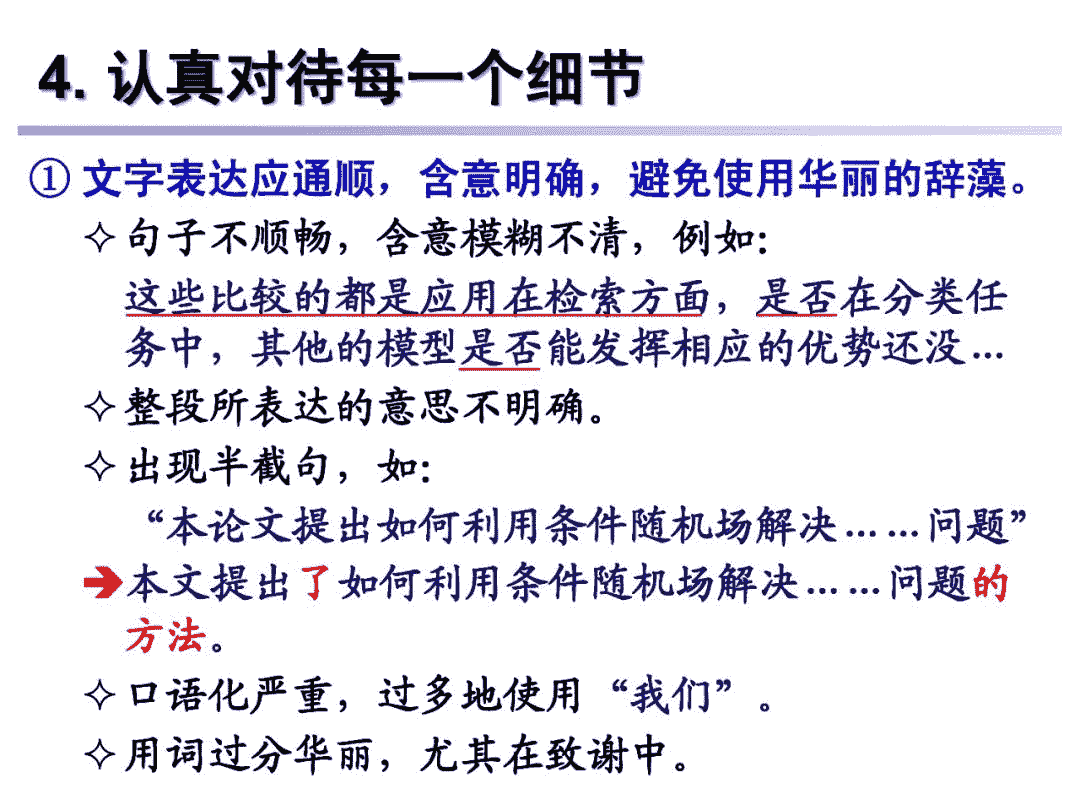 4. 认真对待每一个细节
① 文字表达应通顺，含意明确，避免使用华丽的辞藻。
✧ 句子不顺畅，含意模糊不清，例如:
这些比较的都是应用在检索方面，是否在分类任
务中，其他的模型是否能发挥相应的优势还没...
✧ 整段所表达的意思不明确。
✧ 出现半截句，如:
“本论文提出如何利用条件随机场解决... ...问题”
➔本文提出了如何利用条件随机场解决... ...问题的
方法。
✧ 口语化严重，过多地使用“我们”。
✧ 用词过分华丽，尤其在致谢中。